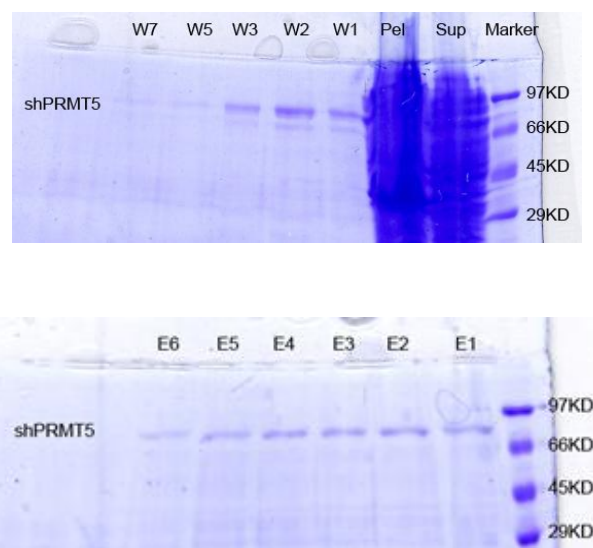 W7 W5 W3 W2 W1 Pel Sup Marker
97KD
shPRMT5
66KD
45KD
29KD
E6 E5 E4 E3 E2 E1
97KD
shPRMT5
66KD
45KD
29KD